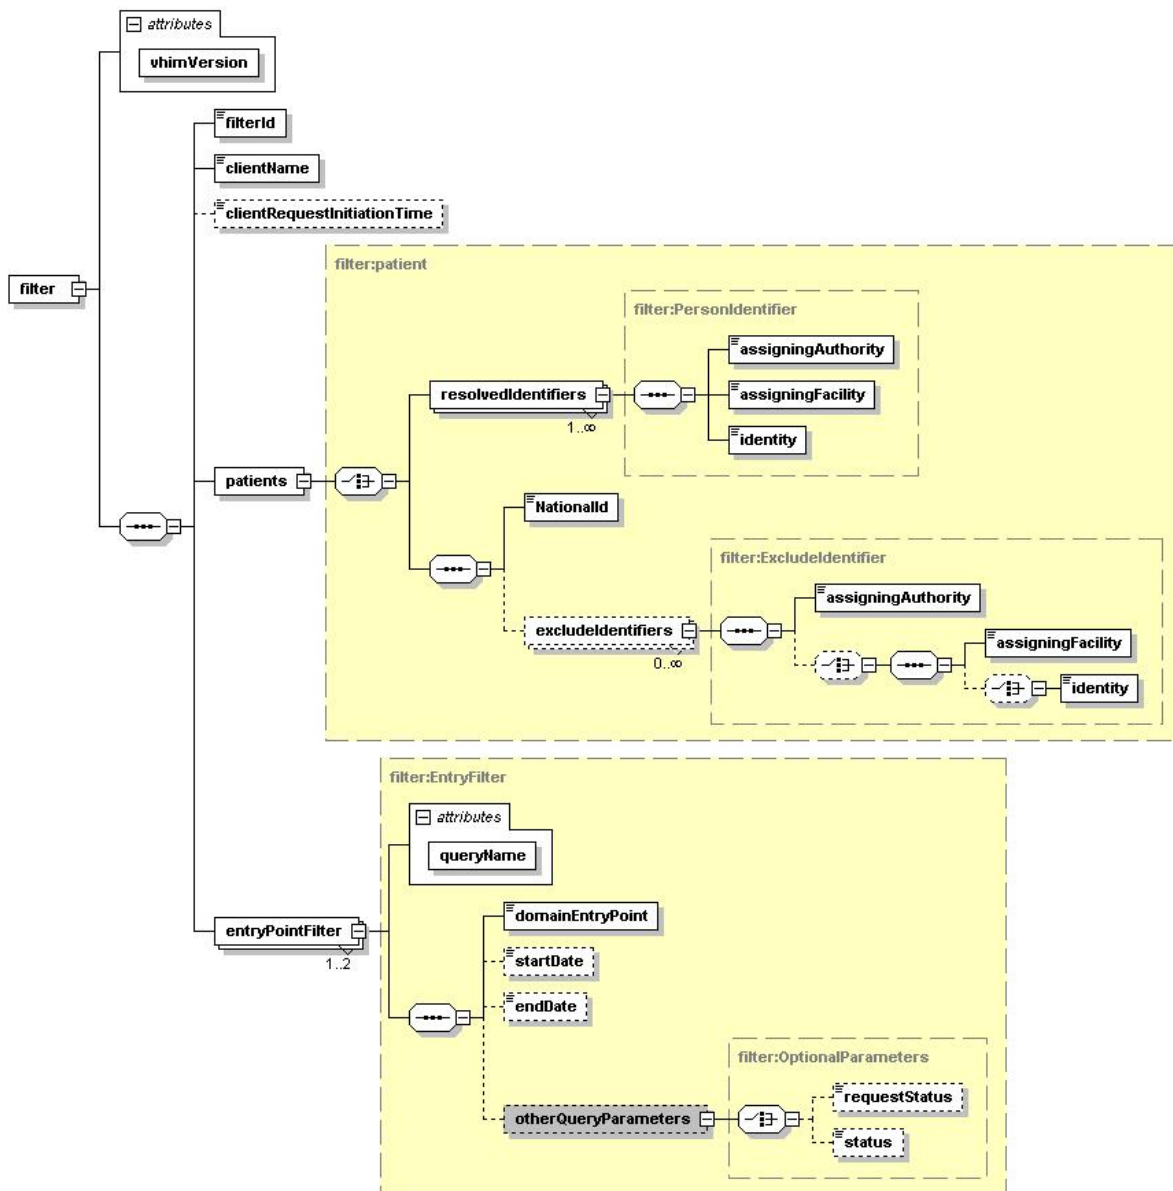 attributes
vhimVersion
filterId
clientName
clientRequestInitiationTime
filter:patient
filter
filter:PersonIdentifier
assigningAuthority
resolvedIdentifiers
assigningFacility
1..∞
identity
patients
NationalId
filter:ExcludeIdentifier
assigningAuthority
excludeIdentifiers
assigningFacility
0..∞
identity
filter:EntryFilter
attributes
queryName
domainEntryPoint
entryPointFilter
1..2
startDate
endDate
filter:OptionalParameters
requestStatus
otherQueryParameters
status